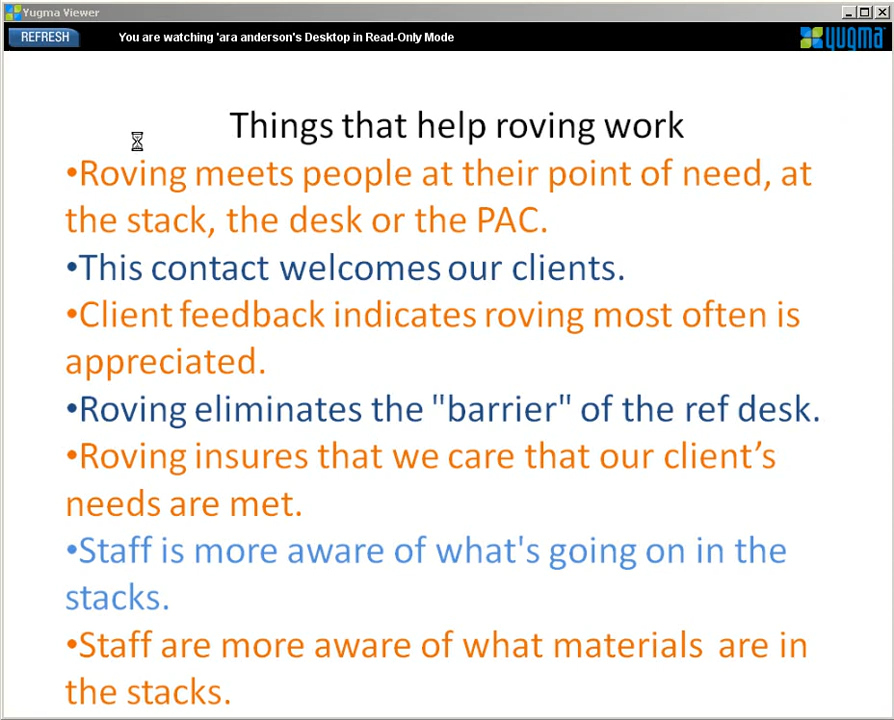 Yugma Viewer
REFRESH
You are watching 'ara anderson's Desktop in Read-Only Mode
yugma
Things that help roving work
•Roving meets people at their point of need, at
the stack, the desk or the PAC.
•This contact welcomes our clients.
•Client feedback indicates roving most often is
appreciated.
•Roving eliminates the "barrier" of the ref desk.
•Roving insures that we care that our client’s
needs are met.
•Staff is more aware of what's going on in the
stacks.
•Staff are more aware of what materials are in
the stacks.